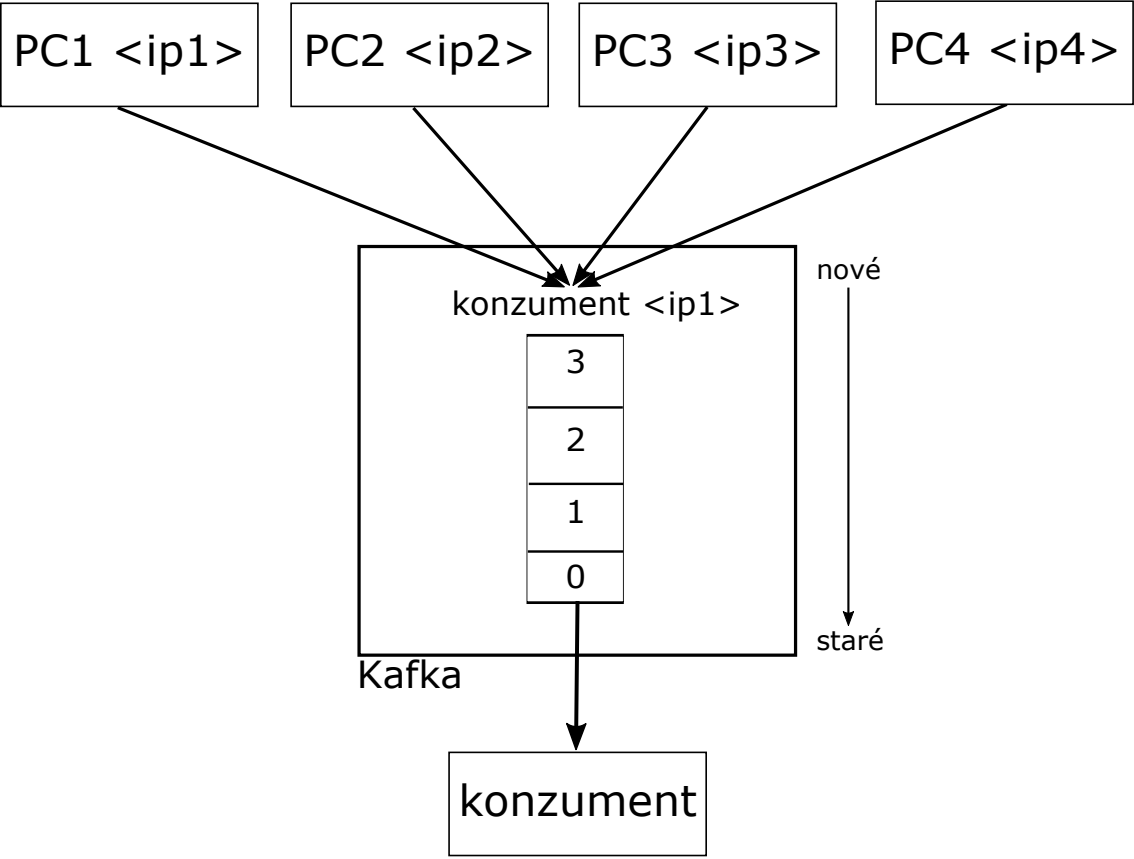 PC1 <ip1>
PC2 <ip2>
PC3 <ip3>
PC4 <ip4>
nové
konzument <ip1>
3
2
1
0
staré
Kafka
konzument